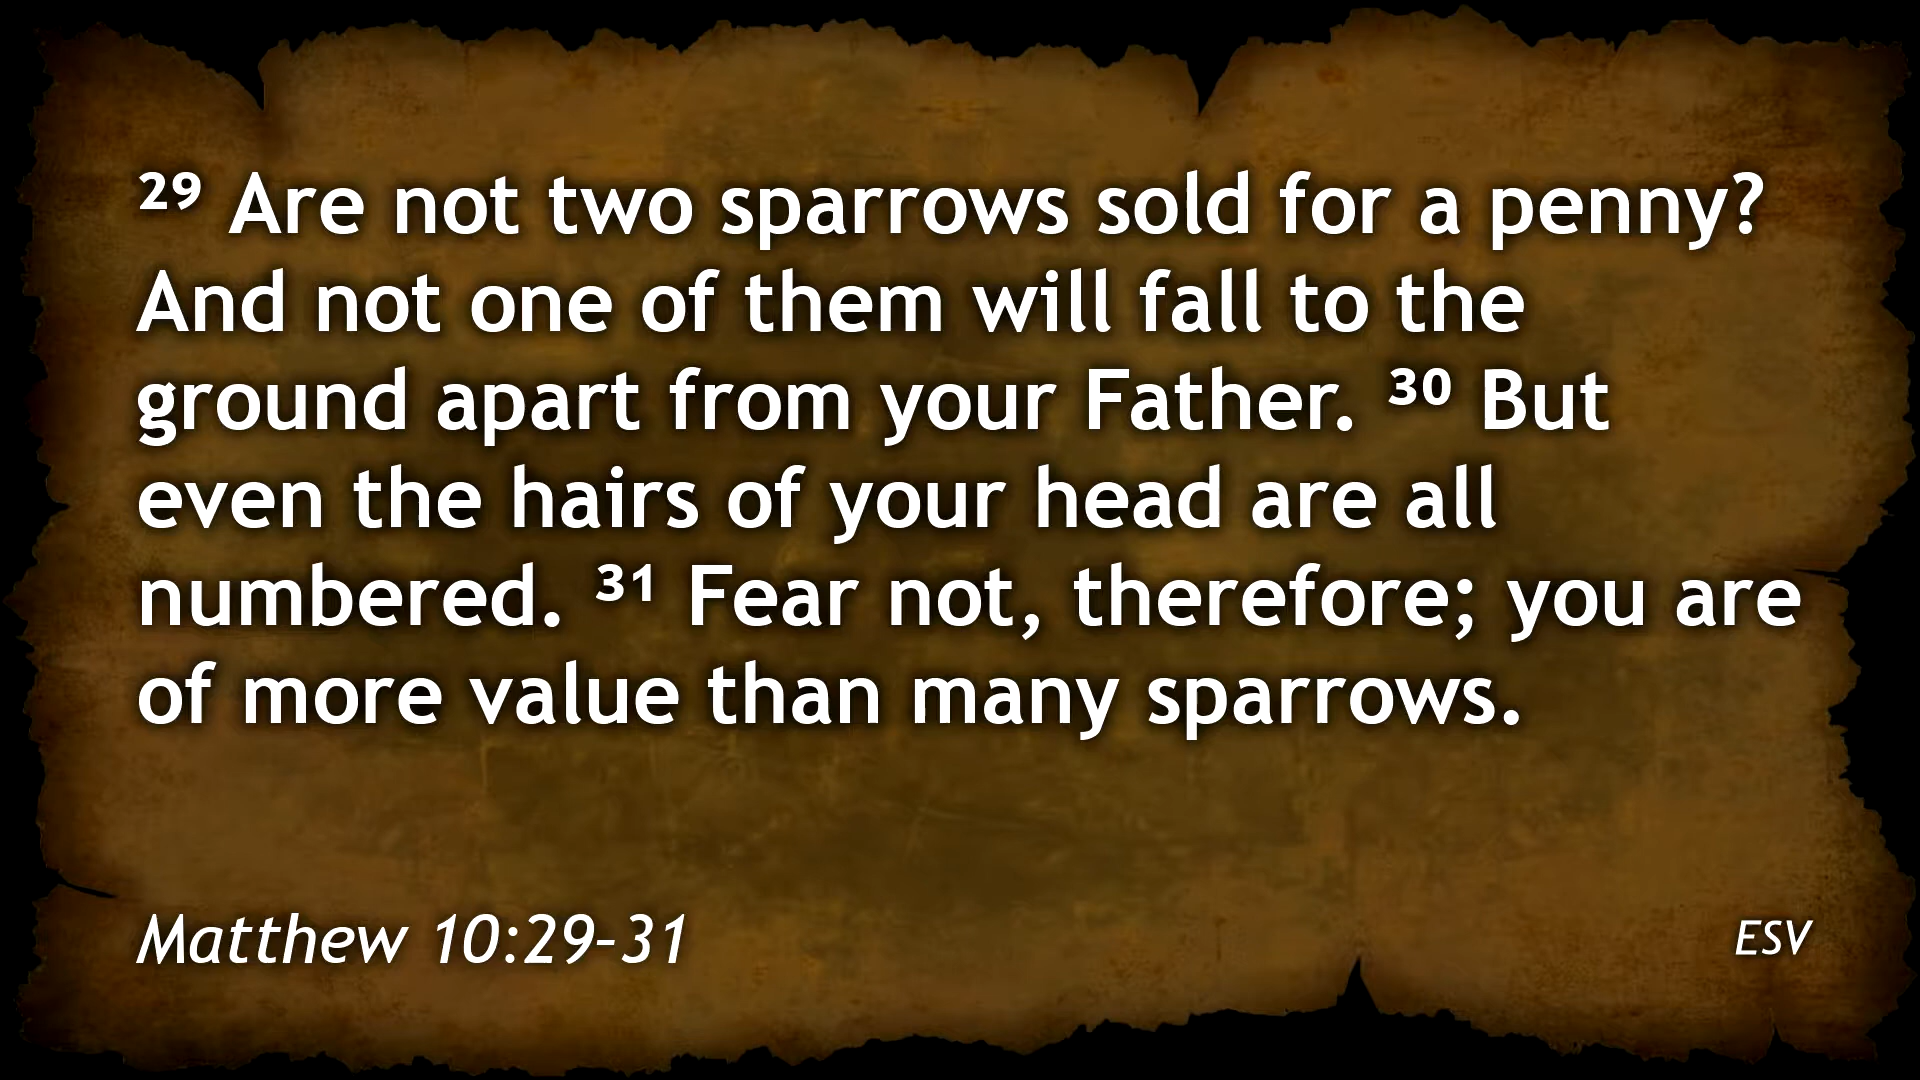 ²⁹ Are not two sparrows sold for a penny?
And not one of them will fall to the
ground apart from your Father. ³⁰ But
even the hairs of your head are all
numbered. ³¹ Fear not, therefore; you are
of more value than many sparrows.
Matthew 10:29–31
ESV